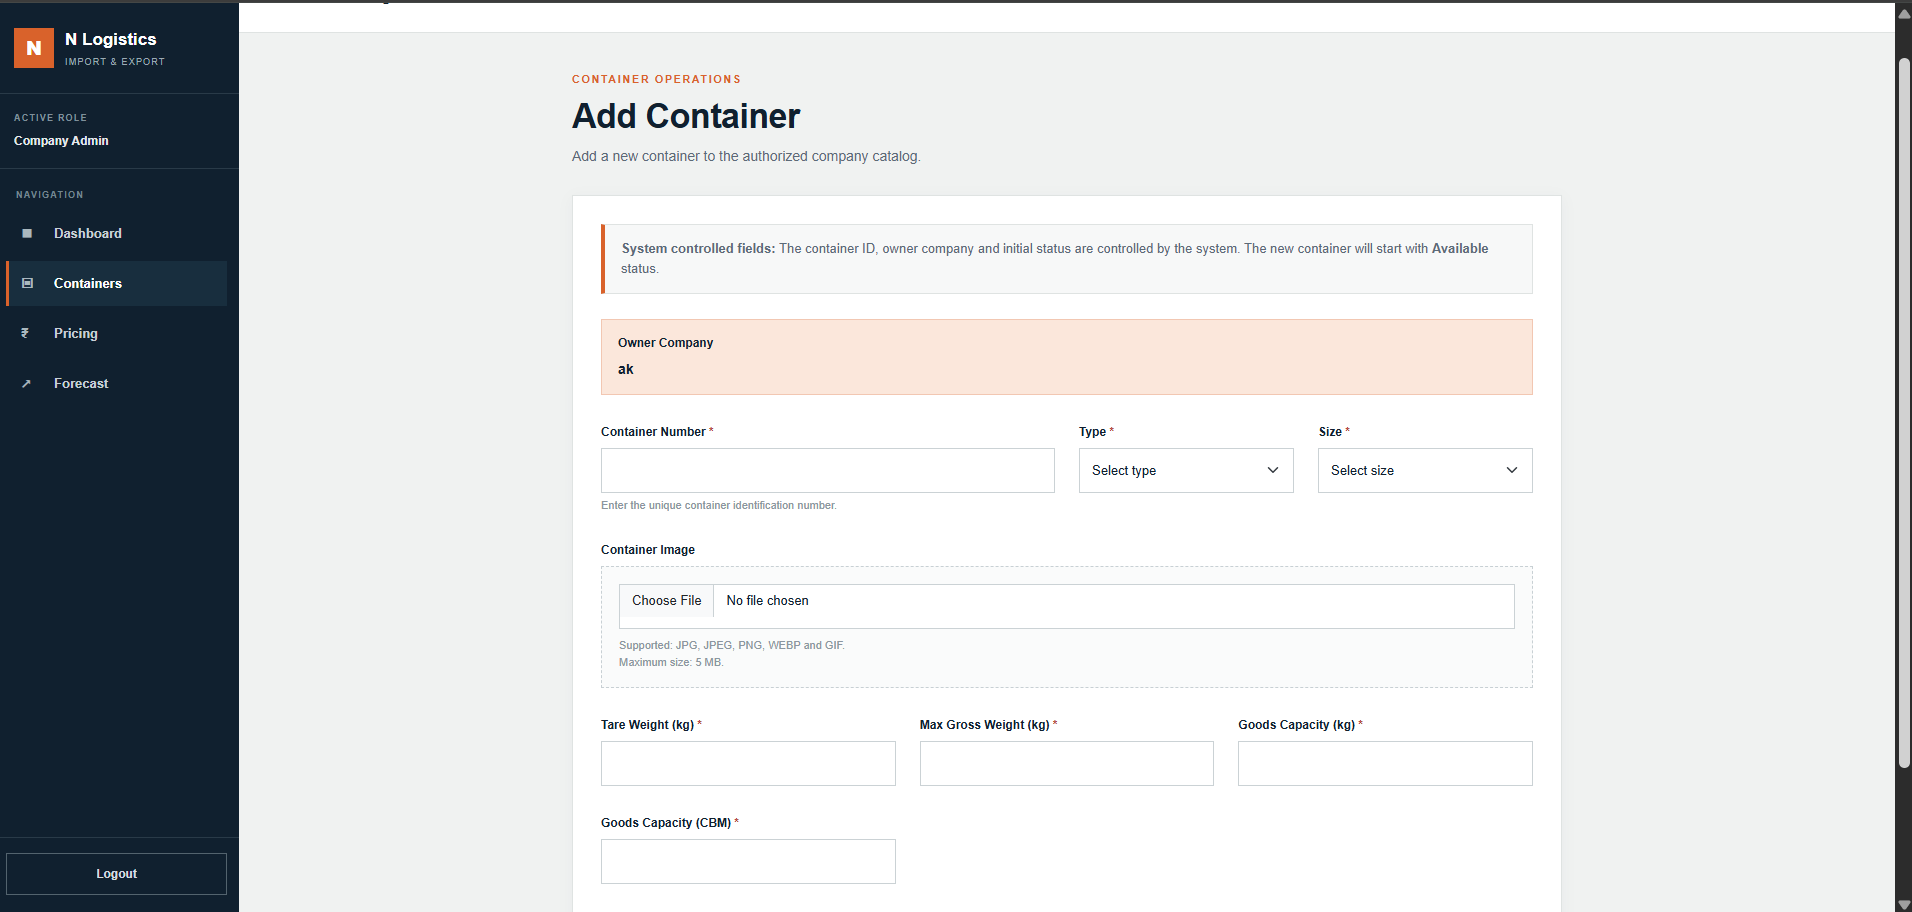 N
N Logistics
IMPORT & EXPORT
ACTIVE ROLE
Company Admin
NAVIGATION
Dashboard
Containers
₹ Pricing
Forecast
Logout
CONTAINER OPERATIONS
Add Container
Add a new container to the authorized company catalog.
System controlled fields: The container ID, owner company and initial status are controlled by the system. The new container will start with Available
status.
Owner Company
ak
Container Number * Type * Size *
Select type Select size
Enter the unique container identification number.
Container Image
Choose File No file chosen
Supported: JPG, JPEG, PNG, WEBP and GIF.
Maximum size: 5 MB.
Tare Weight (kg) * Max Gross Weight (kg) * Goods Capacity (kg) *
Goods Capacity (CBM) *